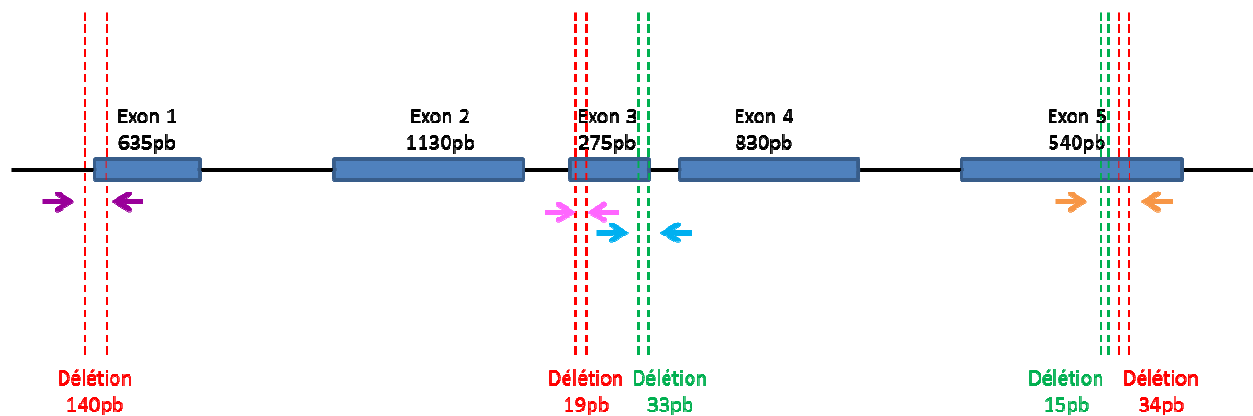 Exon 1
635pb
Exon 2
1130pb
Exon 3
275pb
Exon 4
830pb
Exon 5
540pb
Délétion
140pb
Délétion
19pb
Délétion
33pb
Délétion
15pb
Délétion
34pb